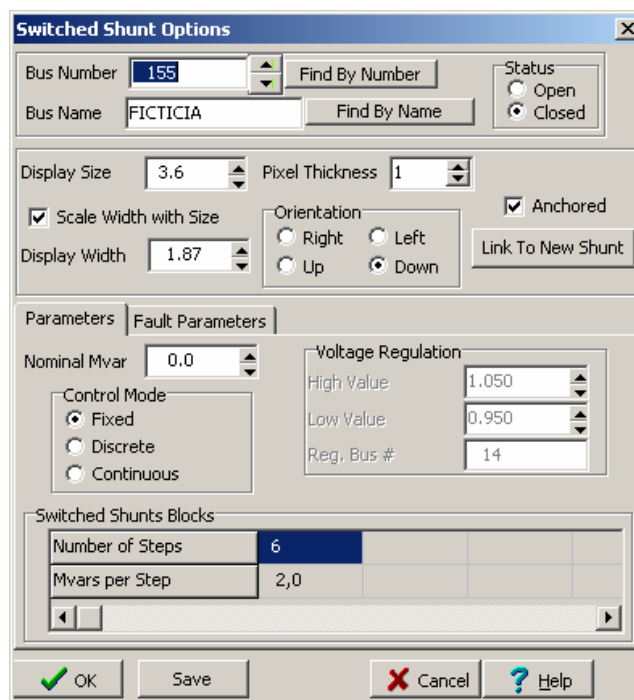 Switched Shunt Options
Bus Number 155 Find By Number
Bus Name FICTICIA Find By Name
Status
Open
Closed
Display Size 3.6 Pixel Thickness 1
Scale Width with Size
Display Width 1.87
Orientation
Right Left
Up Down
Anchored
Link To New Shunt
Parameters Fault Parameters
Nominal Mvar 0.0
Control Mode
Fixed
Discrete
Continuous
Voltage Regulation
High Value 1.050
Low Value 0.950
Reg. Bus # 14
Switched Shunts Blocks
Number of Steps 6
Mvars per Step 2,0
OK Save Cancel Help